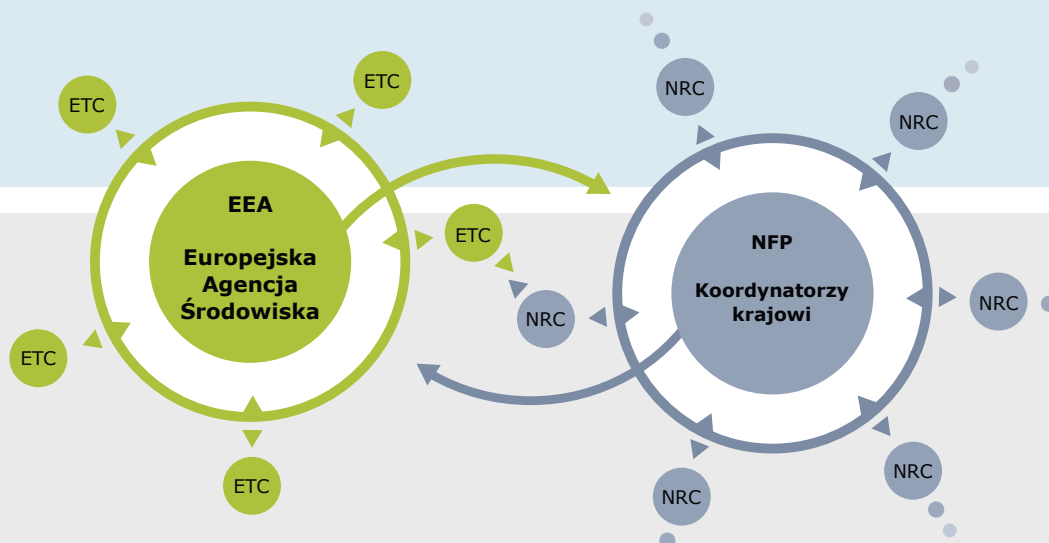 ETC
ETC
EEA
Europejska
Agencja
Środowiska
ETC
ETC
ETC
NRC
NRC
NRC
NFP
Koordynatorzy
krajowi
NRC
NRC
NRC